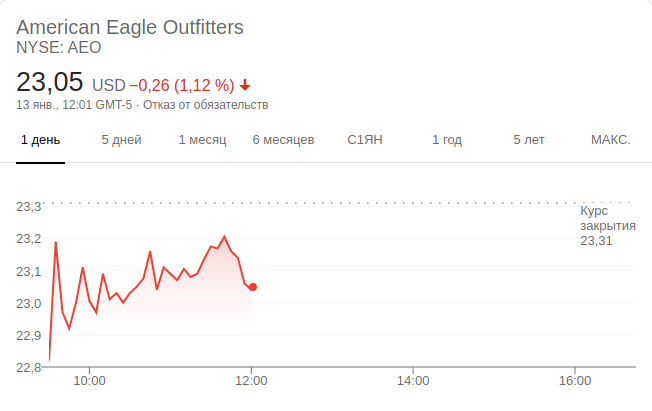 American Eagle Outfitters
NYSE: AEO
23,05 USD −0,26 (1,12 %)
13 янв., 12:01 GMT-5 · Отказ от обязательств
1 день 5 дней 1 месяц 6 месяцев С1ЯН 1 год 5 лет МАКС.
23,3
Курс
закрытия
23,31
23,2
23,1
23,0
22,9
22,8
10:00 12:00 14:00 16:00